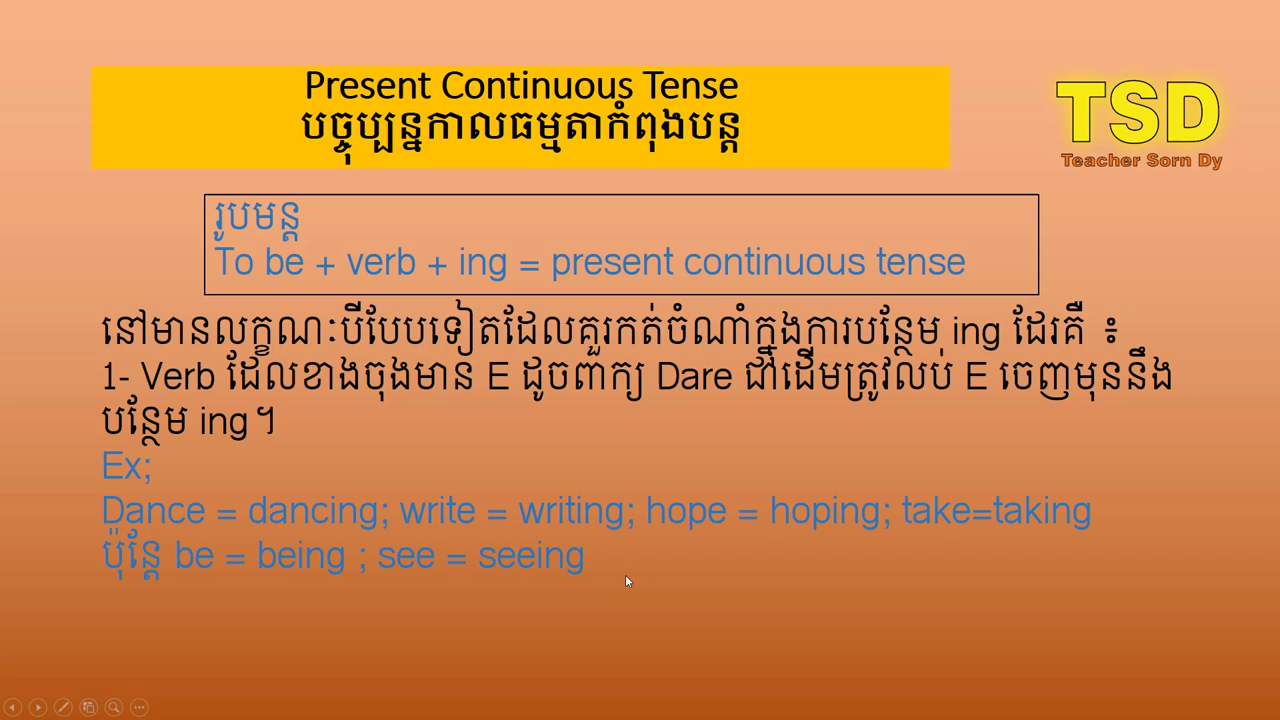 Present Continuous Tense
បច្ចុប្បន្នកាលធម្មតាកំពុងបន្ត
TSD
Teacher Sorn Dy
រូបមន្ត
To be + verb + ing = present continuous tense
នៅមានលក្ខណៈបីបែបទៀតដែលគួរកត់ចំណាំក្នុងការបន្ថែម ing ដែរគឺ ៖
1- Verb ដែលខាងចុងមាន E ដូចពាក្យ Dare ជាដើមត្រូវលប់ E ចេញមុននឹង
បន្ថែម ing។
Ex;
Dance = dancing; write = writing; hope = hoping; take=taking
ប៉ុន្តែ be = being ; see = seeing